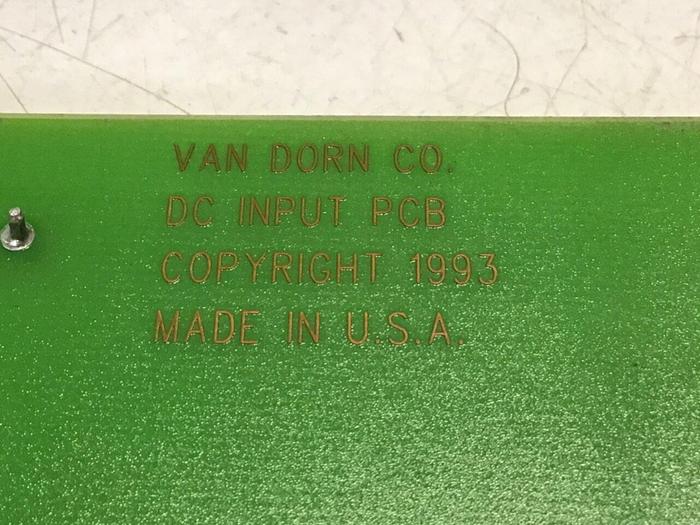 VAN DORN CO.
DC INPUT PCB
COPYRIGHT 1993
MADE IN U.S.A.